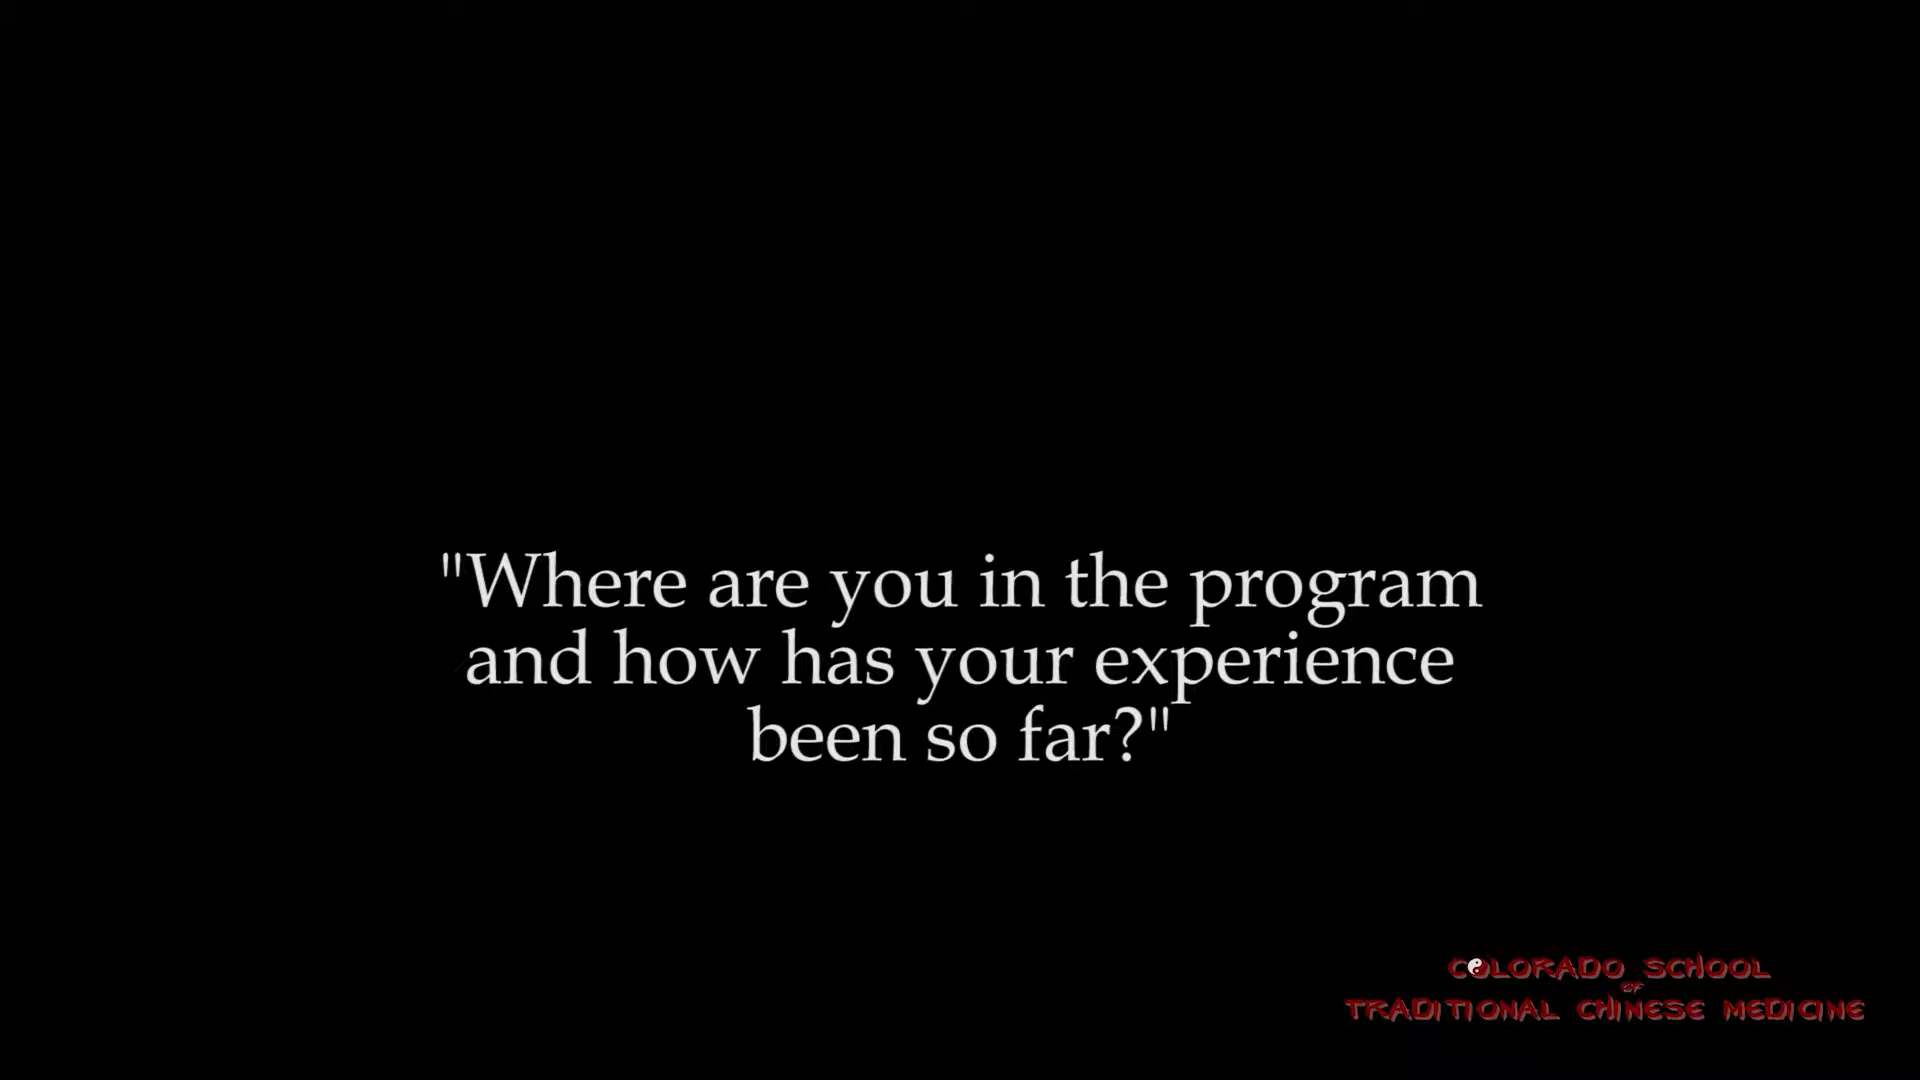 "Where are you in the program
and how has your experience
been so far?"
COLORADO SCHOOL
OF
TRADITIONAL CHINESE MEDICINE